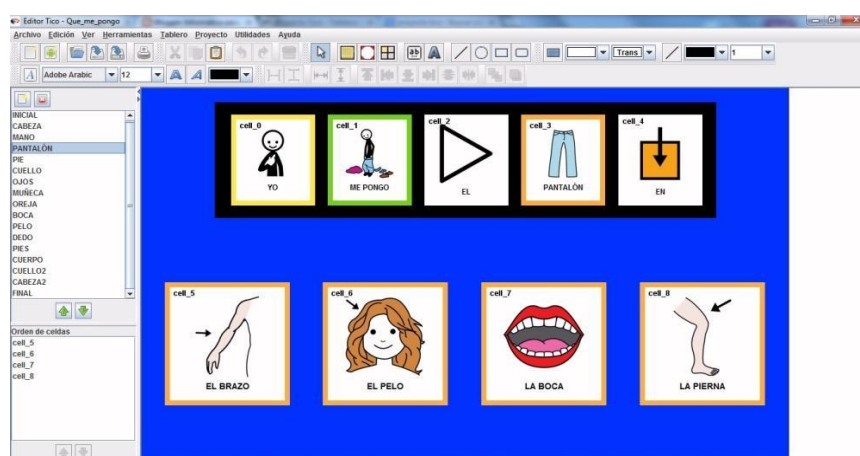 Editor Tico - Que_me_pongo
Archivo Edición Ver Herramientas Tablero Proyecto Utilidades Ayuda
Trans
1
Adobe Arabic 12
INICIAL
CABEZA
MANO
PANTALÓN
PIE
CUELLO
OJOS
MUÑECA
OREJA
BOCA
PELO
DEDO
PIES
CUERPO
CUELLO2
CABEZA2
FINAL
Orden de celdas
cell_5
cell_6
cell_7
cell_8
cell_0 cell_1 cell_2 cell_3 cell_4
YO ME PONGO EL PANTALÓN EN
cell_5 cell_6 cell_7 cell_8
EL BRAZO EL PELO LA BOCA LA PIERNA